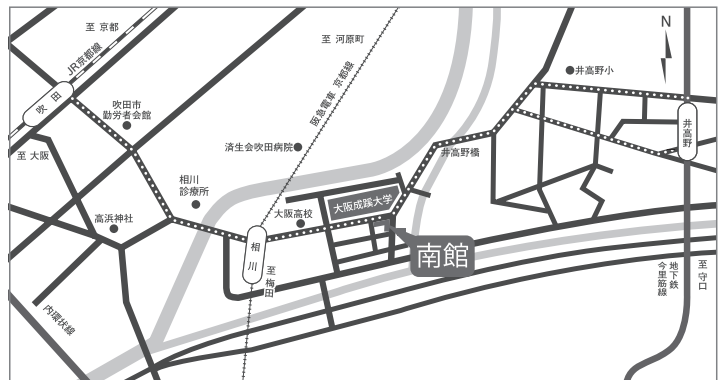 至 京都
JR京都線
至 河原町
阪急電車 京都線
N
井高野小
吹田
吹田市
勤労者会館
済生会吹田病院
井高野橋
井高野
至 大阪
相川
診療所
高浜神社
大阪高校
大阪成蹊大学
相川
南館
至 梅田
内環状線
地下鉄
今里筋線
至 守口